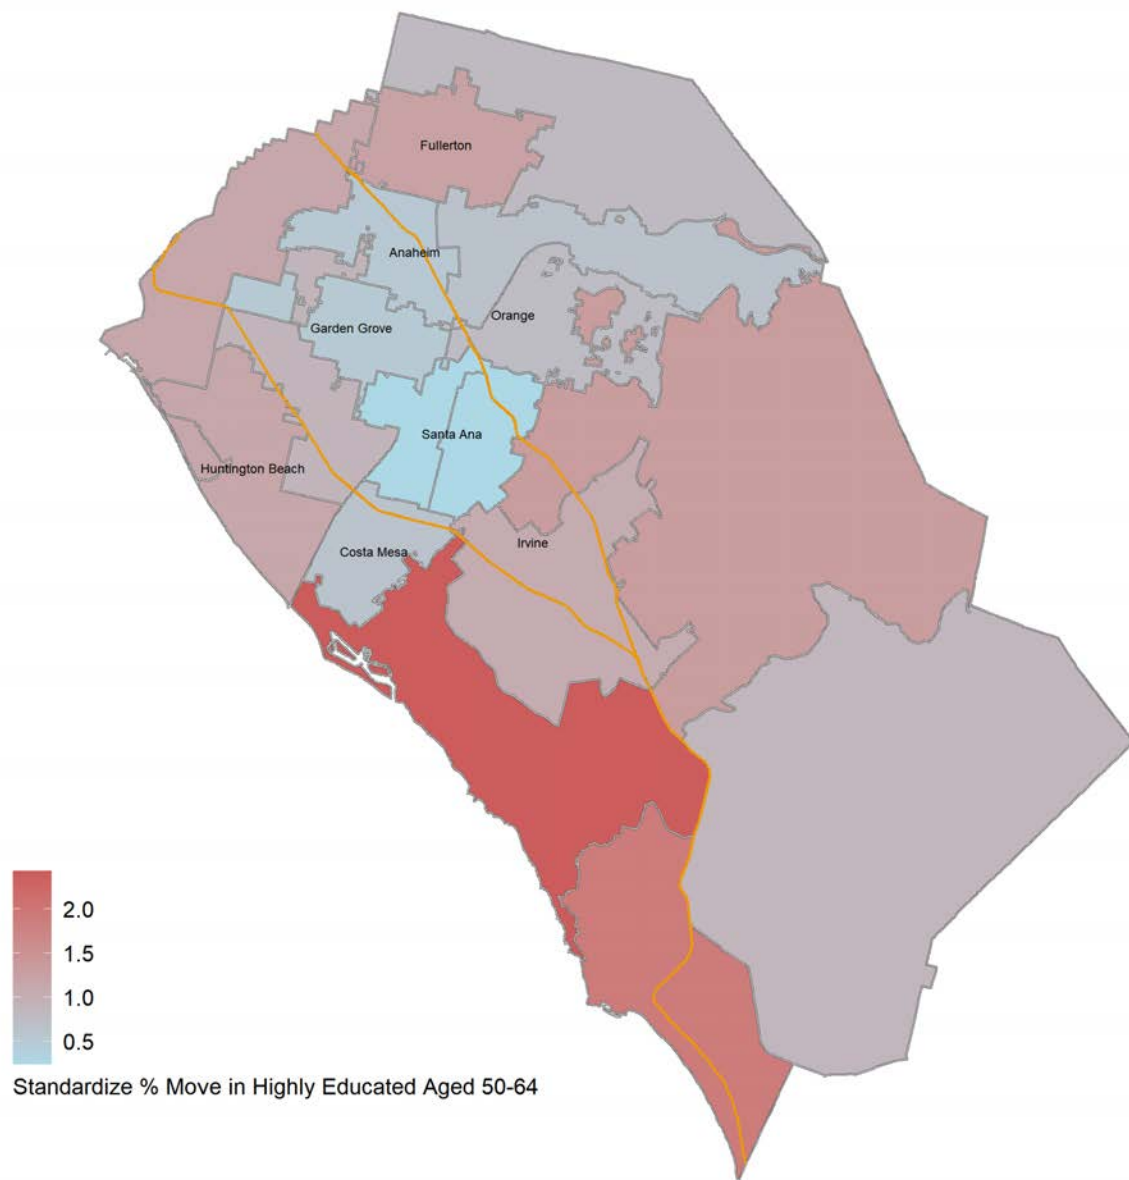 Fullerton
Anaheim
Orange
Garden Grove
Santa Ana
Huntington Beach
Irvine
Costa Mesa
2.0
1.5
1.0
0.5
Standardize % Move in Highly Educated Aged 50-64